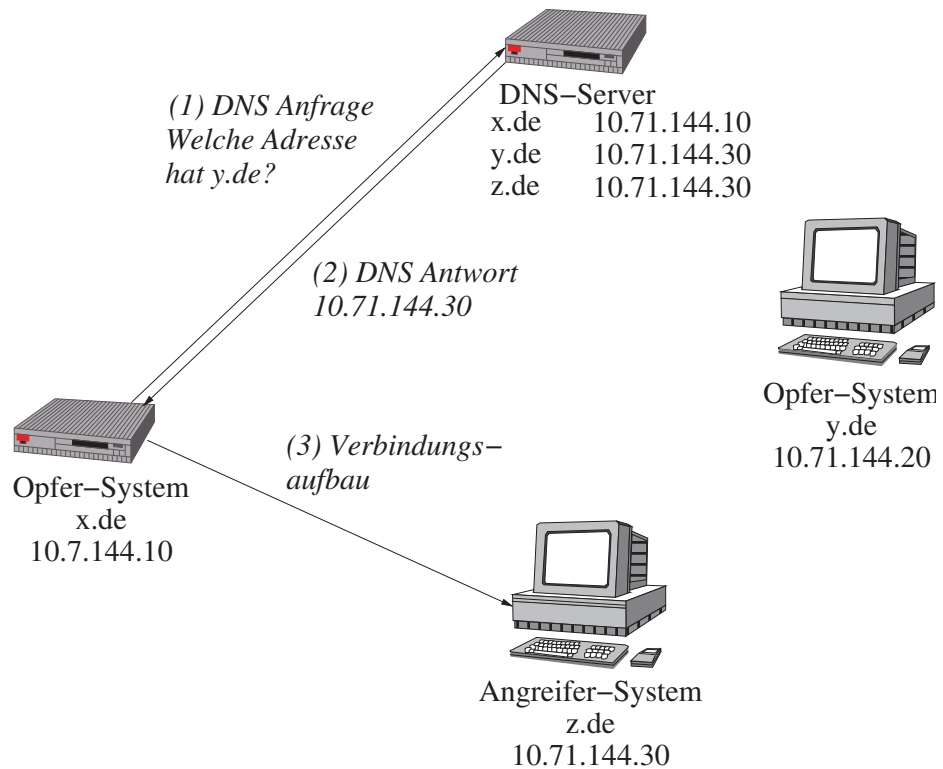 (1) DNS Anfrage
Welche Adresse
hat y.de?
DNS–Server
x.de 10.71.144.10
y.de 10.71.144.30
z.de 10.71.144.30
(2) DNS Antwort
10.71.144.30
Opfer–System
y.de
10.71.144.20
(3) Verbindungs–
aufbau
Opfer–System
x.de
10.7.144.10
Angreifer–System
z.de
10.71.144.30